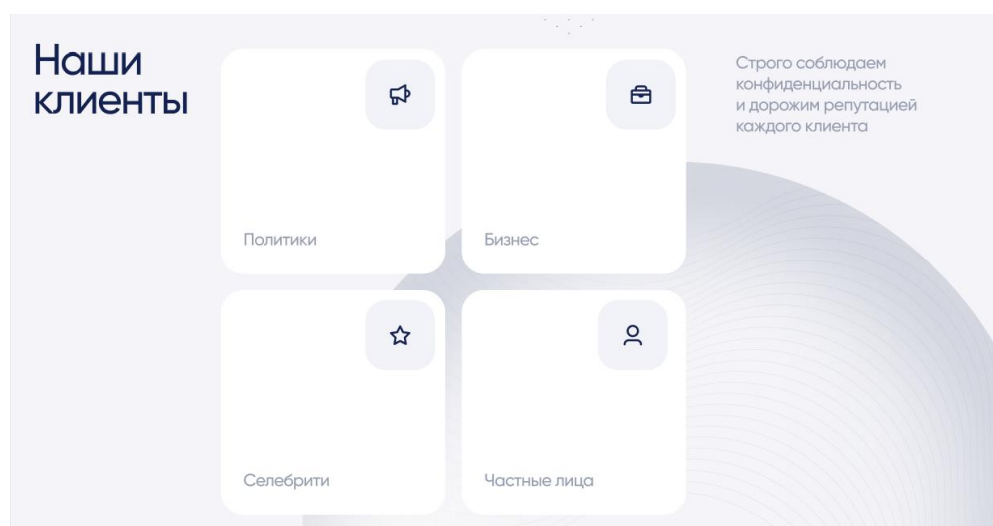 Наши
клиенты
Политики
Бизнес
Строго соблюдаем
конфиденциальность
и дорожим репутацией
каждого клиента
Селебрити
Частные лица